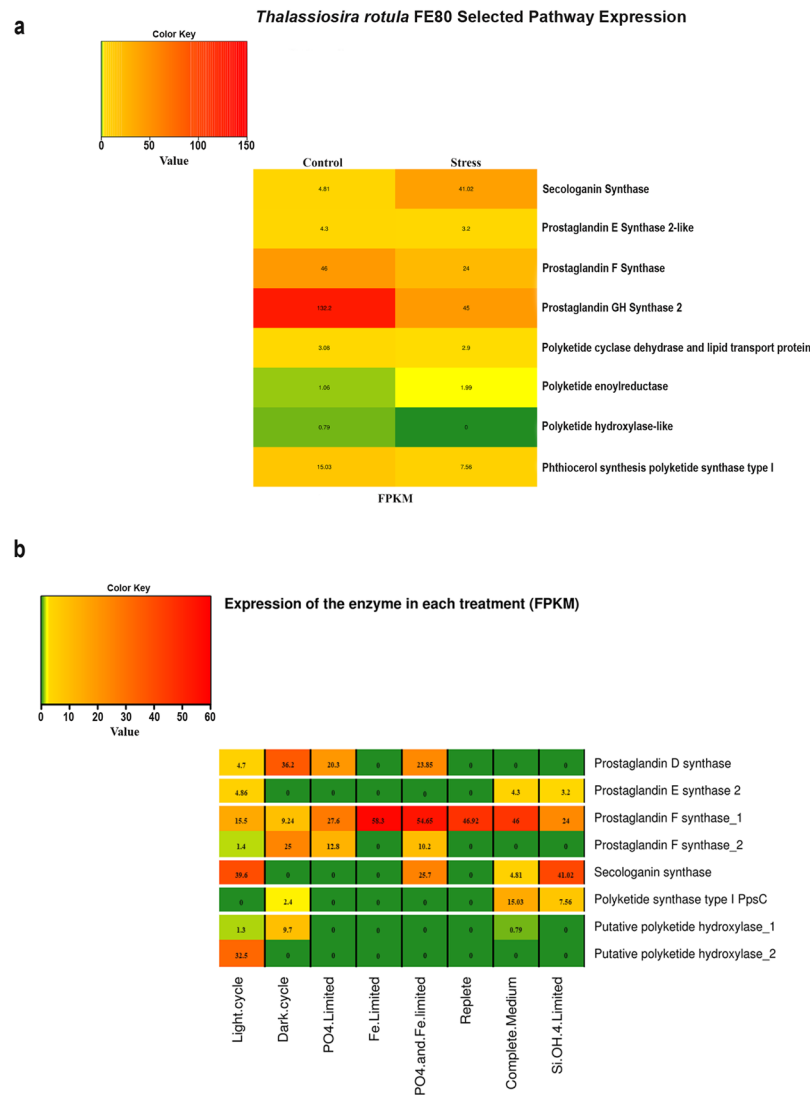 a
Thalassiosira rotula FE80 Selected Pathway Expression
Color Key
0 50 100 150
Value
Control Stress
4.81 41.02 Secologanin Synthase
4.3 3.2 Prostaglandin E Synthase 2-like
46 24 Prostaglandin F Synthase
132.2 45 Prostaglandin GH Synthase 2
3.08 2.9 Polyketide cyclase dehydrase and lipid transport protein
1.06 1.99 Polyketide enoylreductase
0.79 0 Polyketide hydroxylase-like
15.03 7.56 Phthiocerol synthesis polyketide synthase type I
FPKM
b
Color Key
0 10 20 30 40 50 60
Value
Expression of the enzyme in each treatment (FPKM)
4.7 36.2 20.3 0 23.85 0 0 0 Prostaglandin D synthase
4.86 0 0 0 0 0 4.3 3.2 Prostaglandin E synthase 2
15.5 9.24 27.6 58.3 54.65 46.92 46 24 Prostaglandin F synthase_1
1.4 25 12.8 0 10.2 0 0 0 Prostaglandin F synthase_2
39.6 0 0 0 25.7 0 4.81 41.02 Secologanin synthase
0 2.4 0 0 0 0 15.03 7.56 Polyketide synthase type I PpsC
1.3 9.7 0 0 0 0 0.79 0 Putative polyketide hydroxylase_1
32.5 0 0 0 0 0 0 0 Putative polyketide hydroxylase_2
Light.cycle
Dark.cycle
PO4.Limited
Fe.Limited
PO4.and.Fe.limited
Replete
Complete.Medium
Si.OH.4.Limited